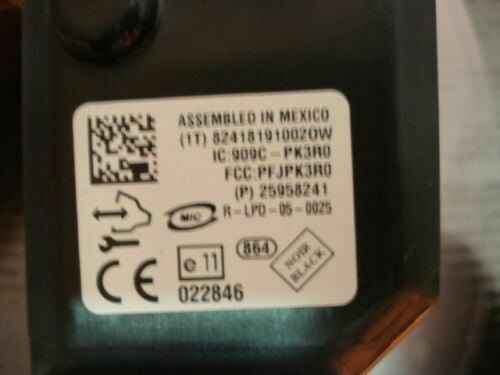 ASSEMBLED IN MEXICO
(1T) 82418191002OW
IC:909C-PK3R0
FCC:PFJPK3R0
(P) 25958241
R-LPD-05-0025
MIC
864
NOIR
BLACK
e 11
CE
022846